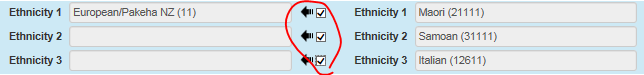 Ethnicity 1 European/Pakeha NZ (11) Ethnicity 1 Maori (21111)
Ethnicity 2 Ethnicity 2 Samoan (31111)
Ethnicity 3 Ethnicity 3 Italian (12611)